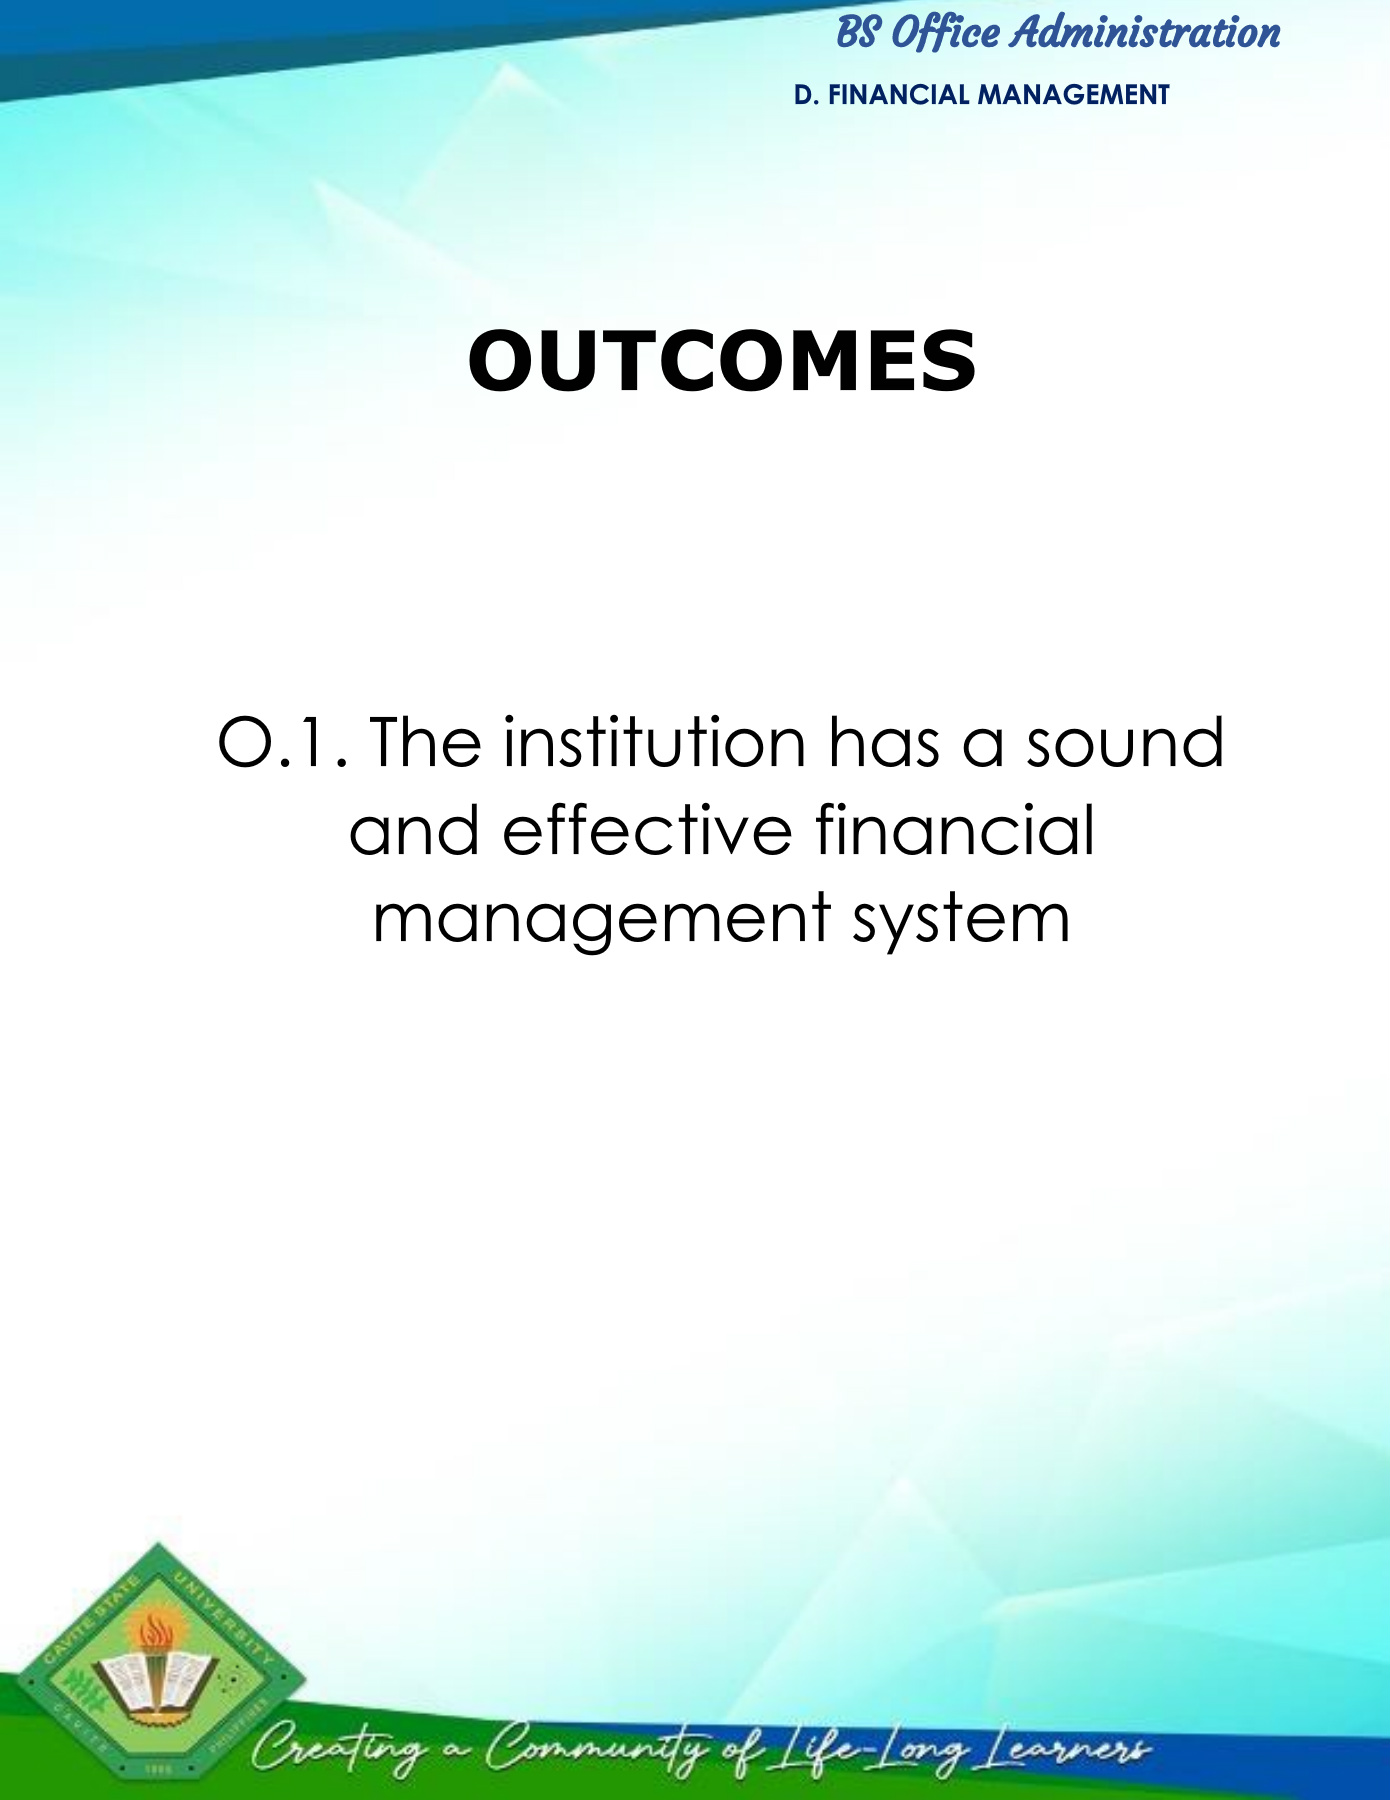 BS Office Administration
D. FINANCIAL MANAGEMENT
OUTCOMES
O.1. The institution has a sound
and effective financial
management system
CAVITE STATE UNIVERSITY
CAVITE
PHILIPPINES
1906
Creating a Community of Life-Long Learners